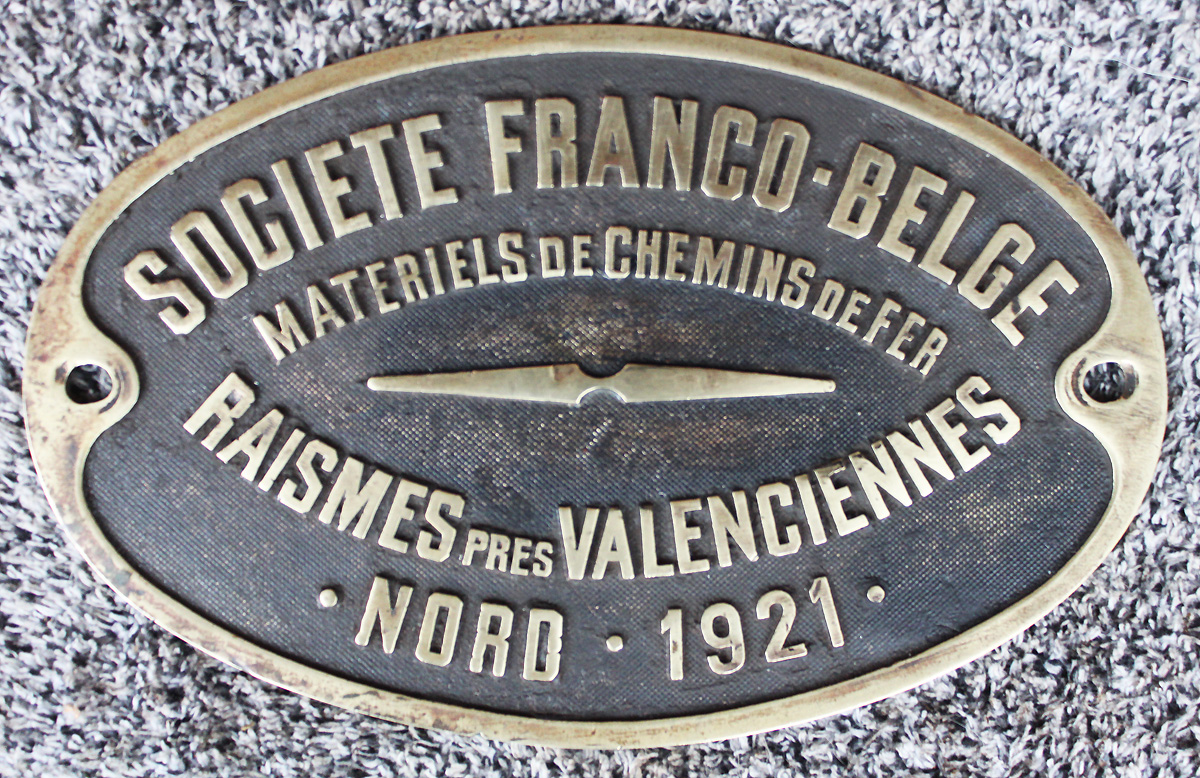 SOCIETE FRANCO-BELGE
MATERIELS DE CHEMINS DE FER
RAISMES PRES VALENCIENNES
· NORD · 1921 ·